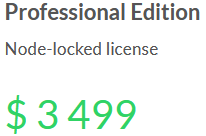 Professional Edition
Node-locked license
$ 3 499